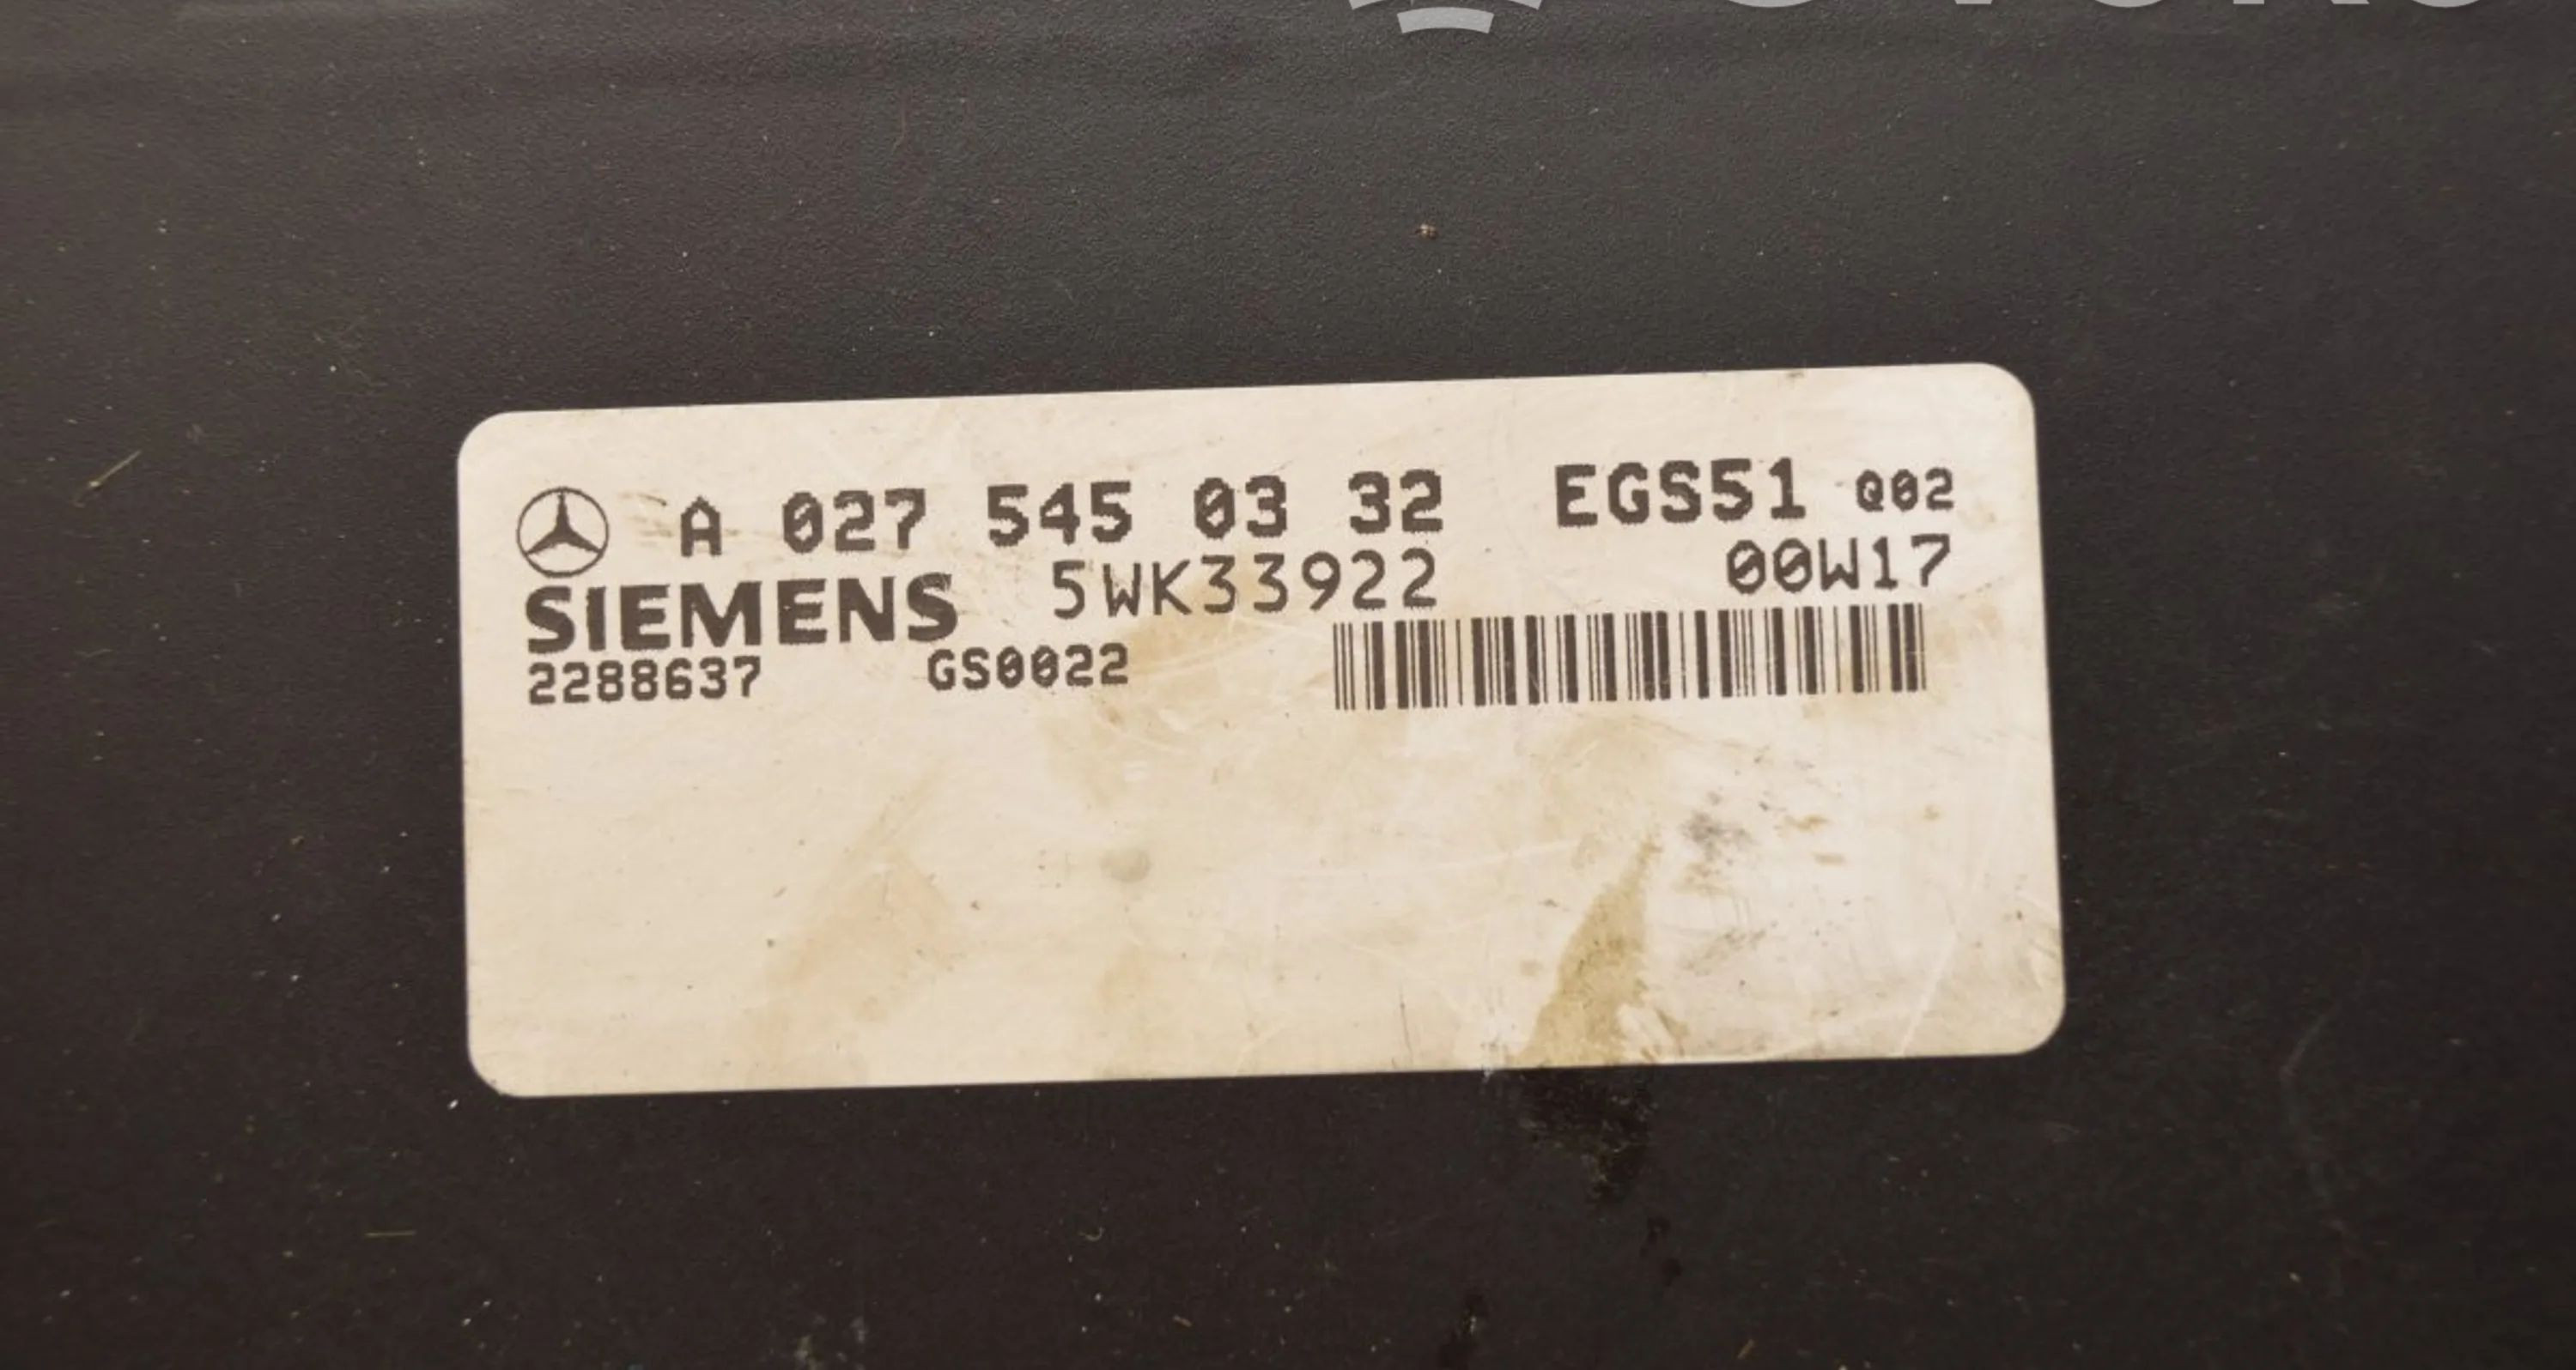 A 027 545 03 32 EGS51 Q02
SIEMENS 5WK33922 00W17
2288637 GS0022